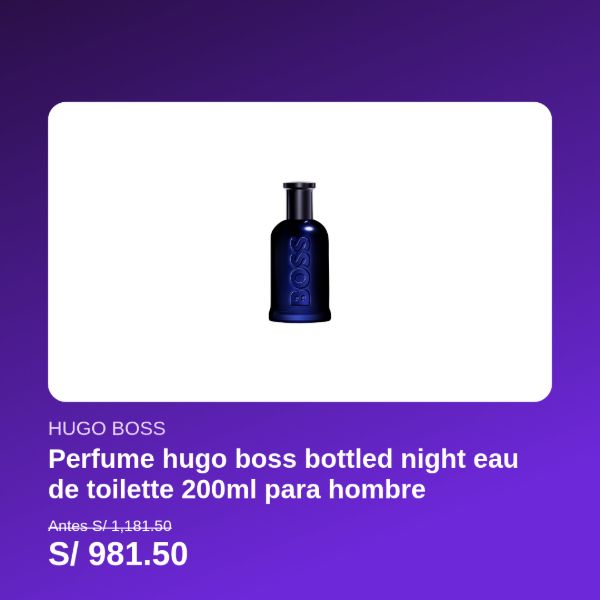 BOSS
HUGO BOSS
Perfume hugo boss bottled night eau
de toilette 200ml para hombre
Antes S/ 1,181.50
S/ 981.50